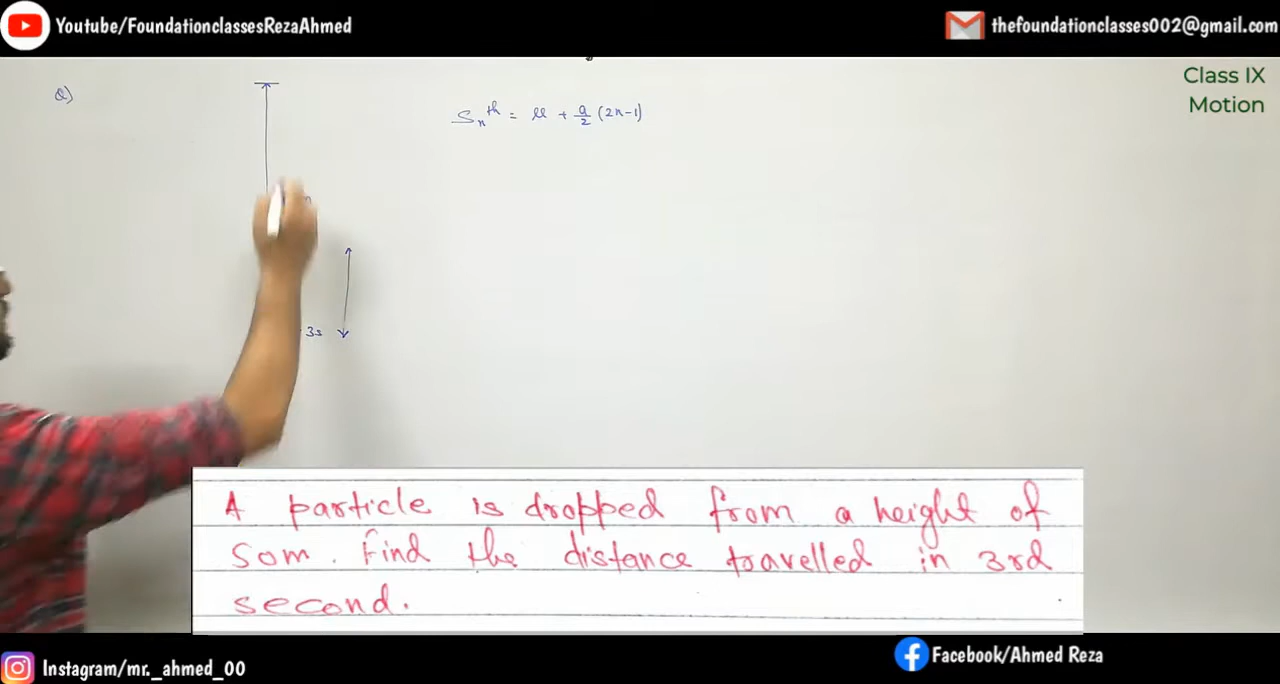 Youtube/FoundationclassesRezaAhmed
thefoundationclasses002@gmail.com
Class IX
Motion
Q)
Sₙᵗʰ = u + a/2 (2n-1)
3s
A particle is dropped from a height of
50m. Find the distance travelled in 3rd
second.
Instagram/mr._ahmed_00
Facebook/Ahmed Reza